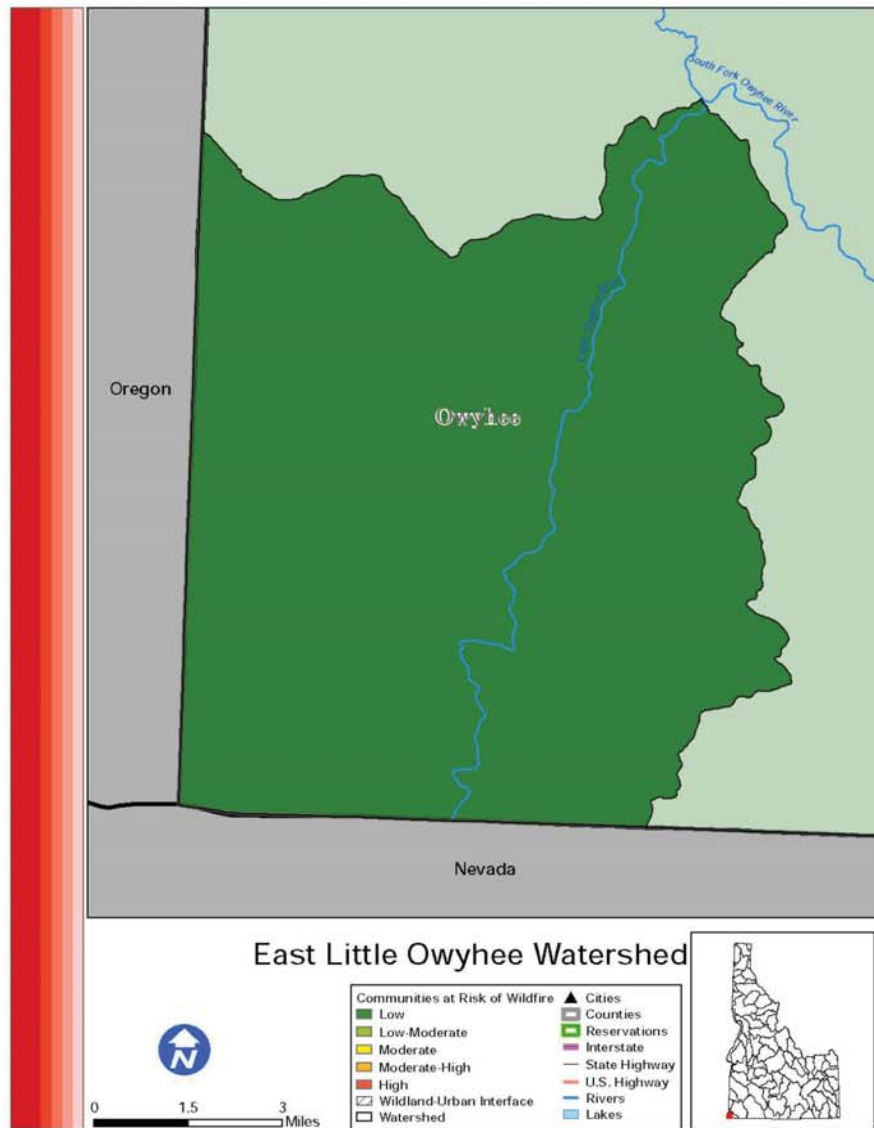 South Fork Owyhee River
Oregon
Owyhee
Nevada
East Little Owyhee Watershed
Communities at Risk of Wildfire
Low
Low-Moderate
Moderate
Moderate-High
High
Wildland-Urban Interface
Watershed
Cities
Counties
Reservations
Interstate
State Highway
U.S. Highway
Rivers
Lakes
N
0 1.5 3
Miles